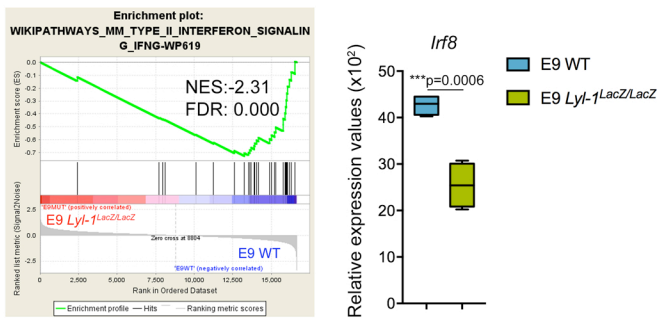 Enrichment plot:
WIKIPATHWAYS_MM_TYPE_II_INTERFERON_SIGNALIN
G_IFNG-WP619
Enrichment score (ES)
0.0
-0.1
-0.2
-0.3
-0.4
-0.5
-0.6
-0.7
NES:-2.31
FDR: 0.000
Ranked list metric (Signal2Noise)
'E9MUT' (positively correlated)
E9 Lyl-1LacZ/LacZ
2.5
0.0
-2.5
Zero cross at 8804
E9 WT
'E9WT' (negatively correlated)
0
2,500
5,000
7,500
10,000
12,500
15,000
17,500
Rank in Ordered Dataset
Enrichment profile
Hits
Ranking metric scores
Irf8
Relative expression values (x102)
50
40
30
20
10
0
***p=0.0006
E9 WT
E9 Lyl-1LacZ/LacZ